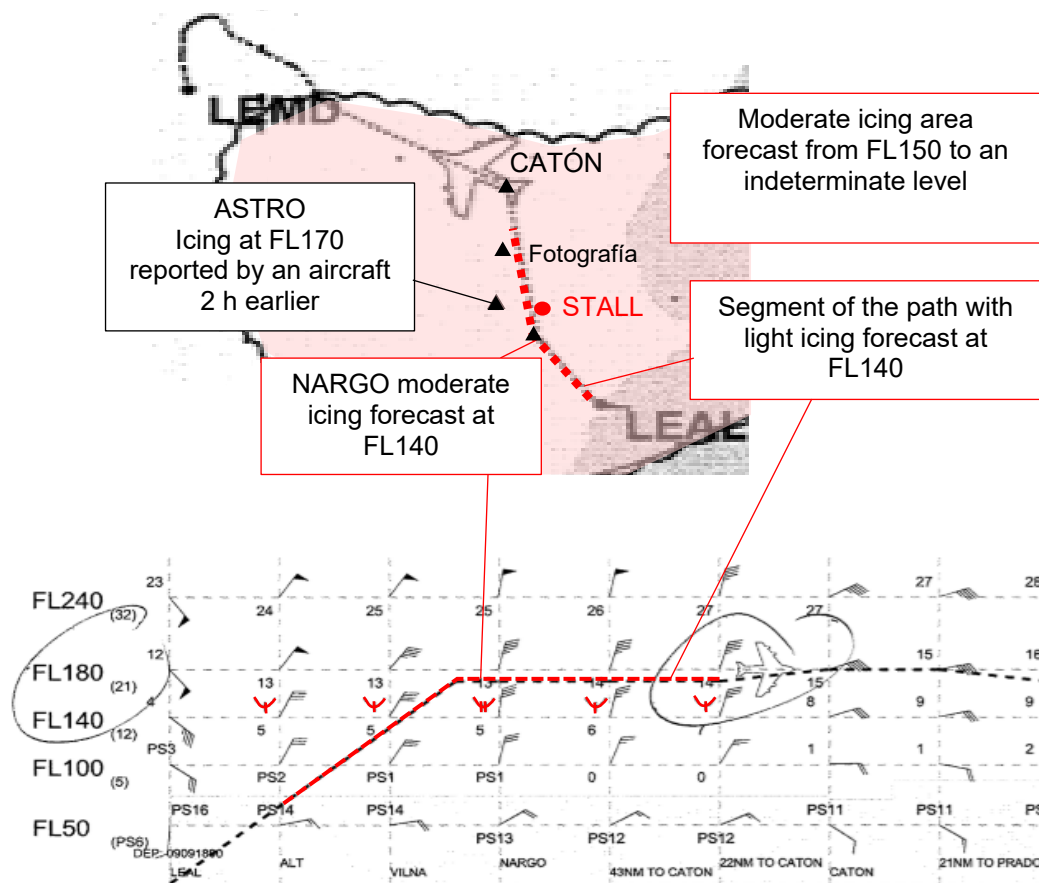 LEMD
CATÓN
Moderate icing area
forecast from FL150 to an
indeterminate level
ASTRO
Icing at FL170
reported by an aircraft
2 h earlier
Fotografía
STALL
Segment of the path with
light icing forecast at
FL140
NARGO moderate
icing forecast at
FL140
LEAL
23
27
28
FL240 (32)
24 25 25 26 27 27
12
15 16
FL180 (21)
13 13 13 14 14 15
4
8 9 9
FL140 (12)
5 5 5 6
PS3
1 1 2
FL100 (5)
PS2 PS1 PS1 0 0
PS16 PS14 PS14 PS11 PS11
FL50 (PS6)
PS13 PS12 PS12
LEAL ALT VILNA NARGO 43NM TO CATON 22NM TO CATON CATON 21NM TO PRADO